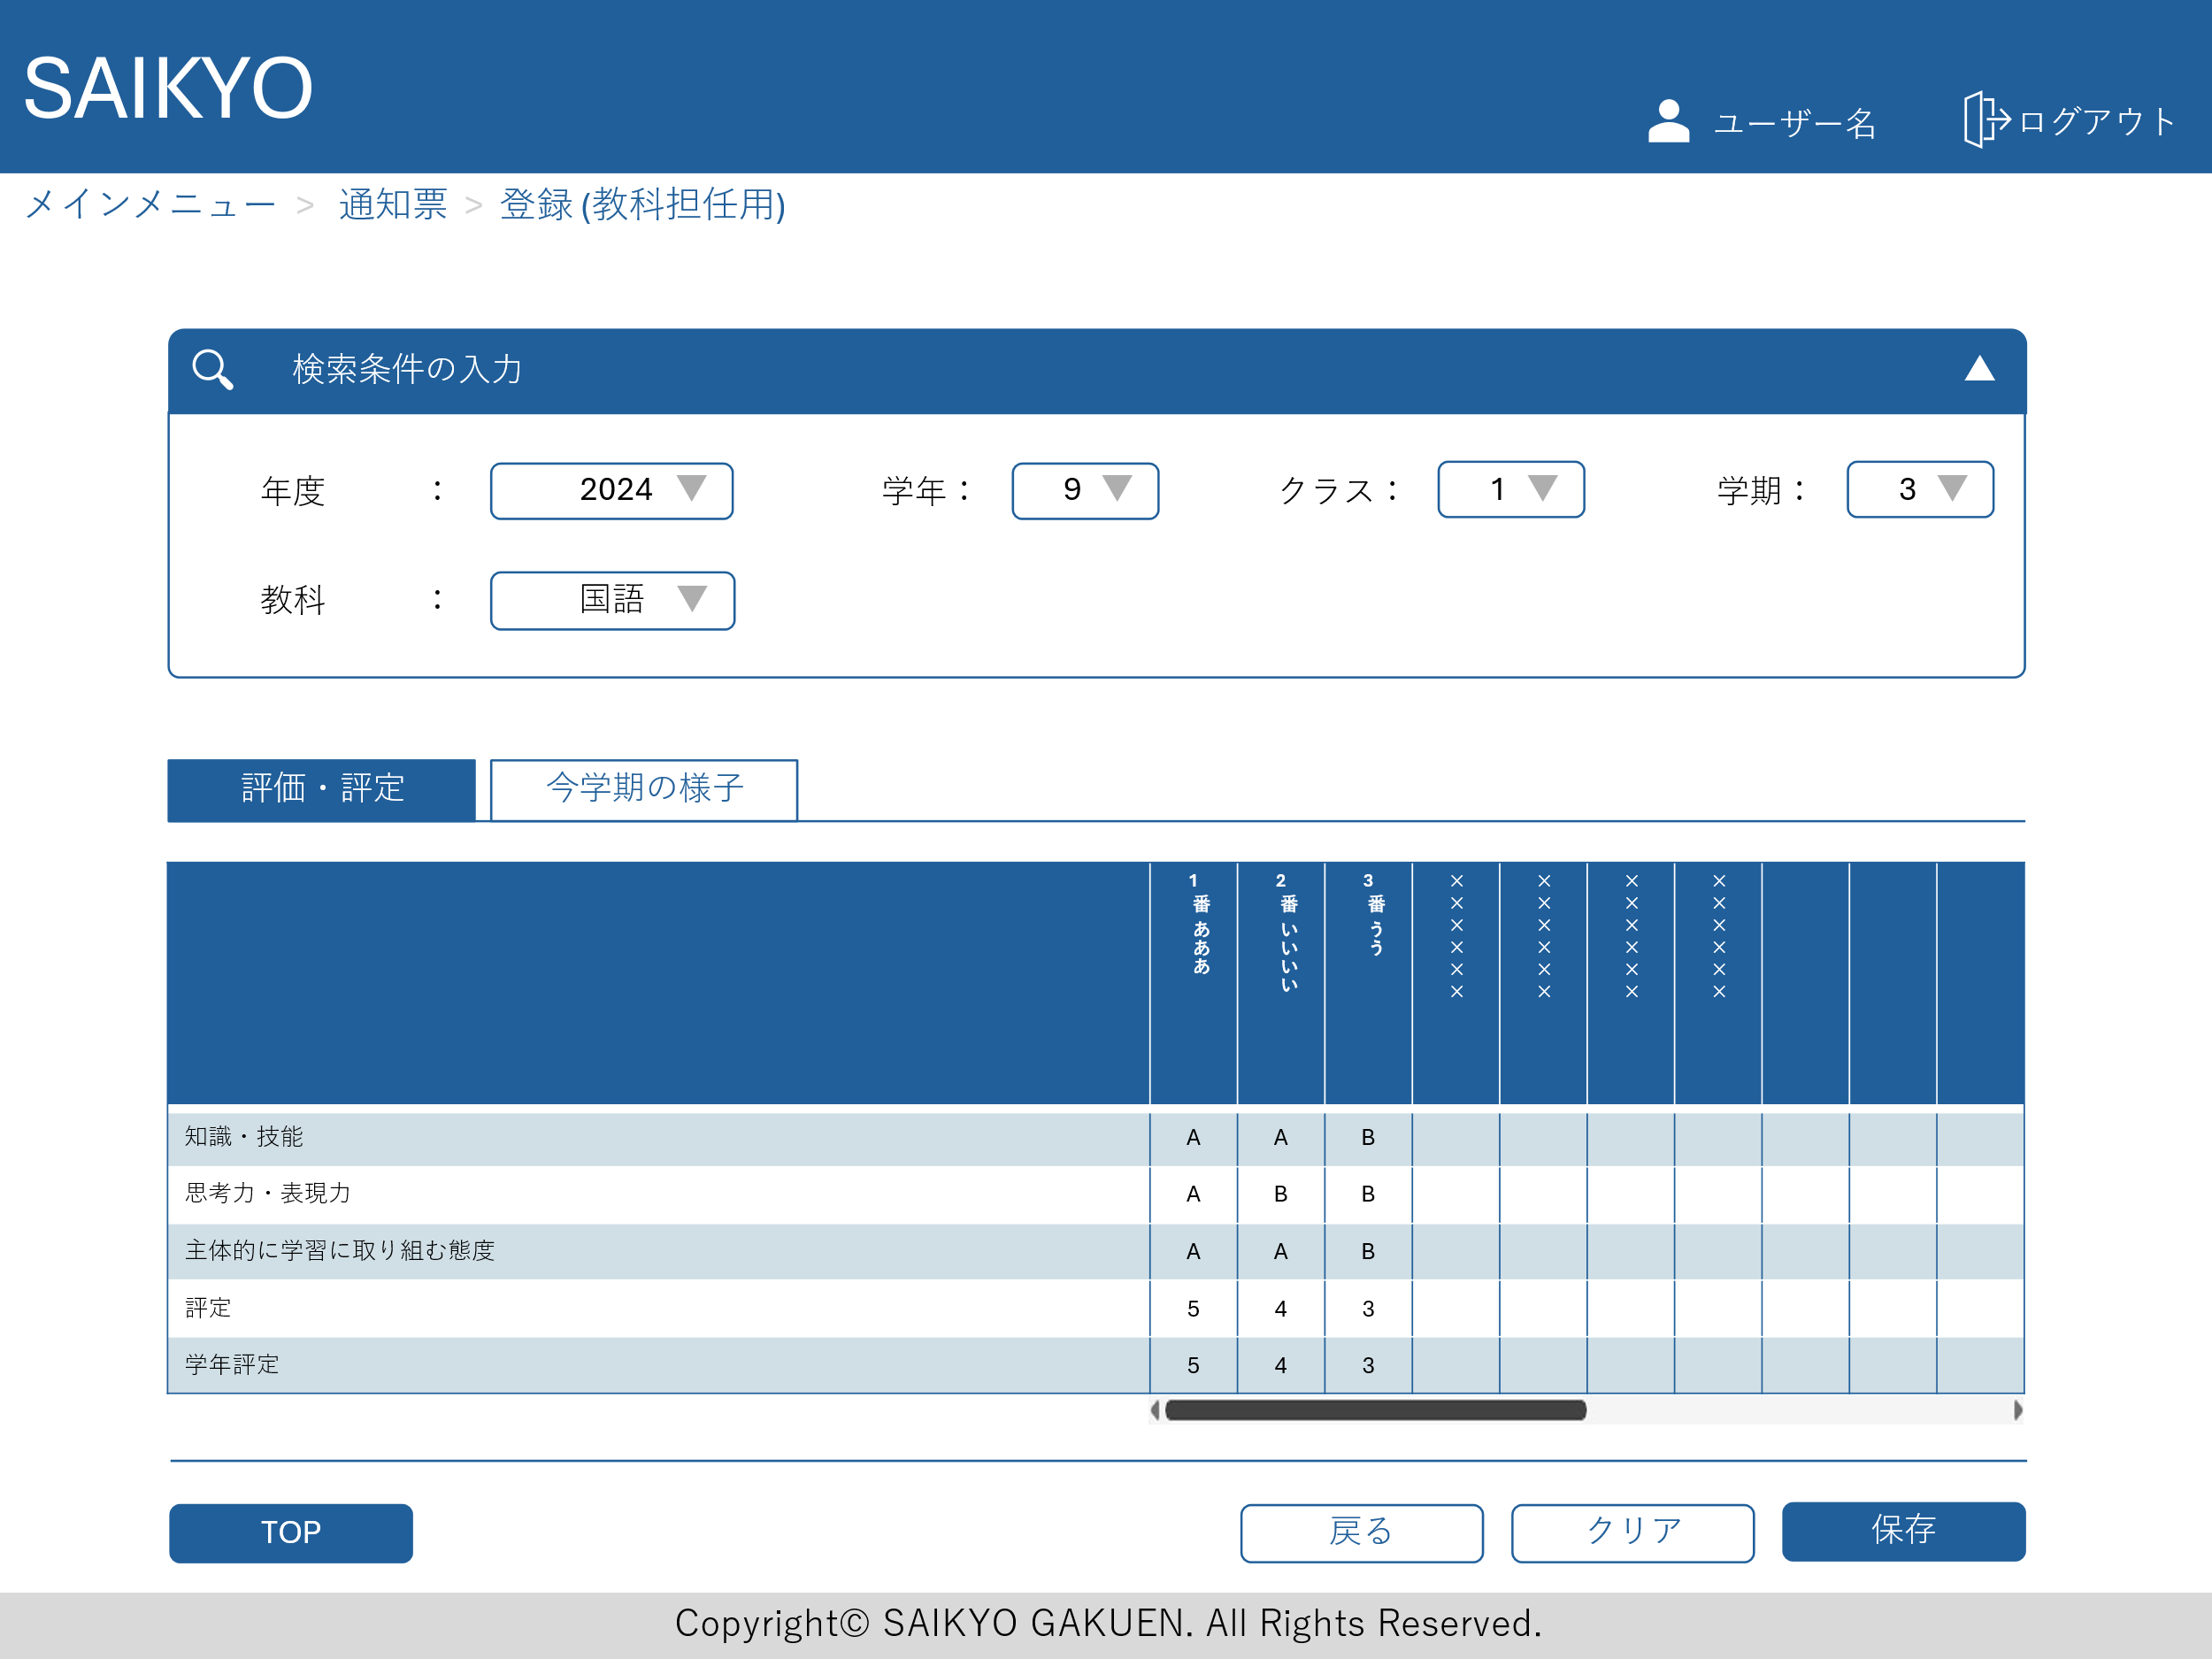 SAIKYO
ユーザー名
ログアウト
メインメニュー > 通知票 > 登録 (教科担任用)
検索条件の入力
年度 : 2024 学年: 9 クラス: 1 学期: 3
教科 : 国語
評価・評定 今学期の様子
1番 あああ
2番 いいいい
3番 うう
××××××
××××××
××××××
××××××
知識・技能 A A B
思考力・表現力 A B B
主体的に学習に取り組む態度 A A B
評定 5 4 3
学年評定 5 4 3
TOP 戻る クリア 保存
Copyright© SAIKYO GAKUEN. All Rights Reserved.